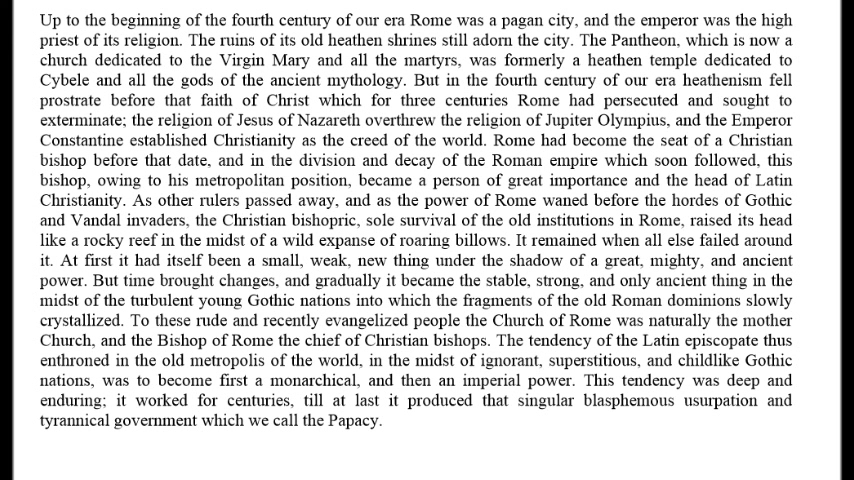 Up to the beginning of the fourth century of our era Rome was a pagan city, and the emperor was the high
priest of its religion. The ruins of its old heathen shrines still adorn the city. The Pantheon, which is now a
church dedicated to the Virgin Mary and all the martyrs, was formerly a heathen temple dedicated to
Cybele and all the gods of the ancient mythology. But in the fourth century of our era heathenism fell
prostrate before that faith of Christ which for three centuries Rome had persecuted and sought to
exterminate; the religion of Jesus of Nazareth overthrew the religion of Jupiter Olympius, and the Emperor
Constantine established Christianity as the creed of the world. Rome had become the seat of a Christian
bishop before that date, and in the division and decay of the Roman empire which soon followed, this
bishop, owing to his metropolitan position, became a person of great importance and the head of Latin
Christianity. As other rulers passed away, and as the power of Rome waned before the hordes of Gothic
and Vandal invaders, the Christian bishopric, sole survival of the old institutions in Rome, raised its head
like a rocky reef in the midst of a wild expanse of roaring billows. It remained when all else failed around
it. At first it had itself been a small, weak, new thing under the shadow of a great, mighty, and ancient
power. But time brought changes, and gradually it became the stable, strong, and only ancient thing in the
midst of the turbulent young Gothic nations into which the fragments of the old Roman dominions slowly
crystallized. To these rude and recently evangelized people the Church of Rome was naturally the mother
Church, and the Bishop of Rome the chief of Christian bishops. The tendency of the Latin episcopate thus
enthroned in the old metropolis of the world, in the midst of ignorant, superstitious, and childlike Gothic
nations, was to become first a monarchical, and then an imperial power. This tendency was deep and
enduring; it worked for centuries, till at last it produced that singular blasphemous usurpation and
tyrannical government which we call the Papacy.